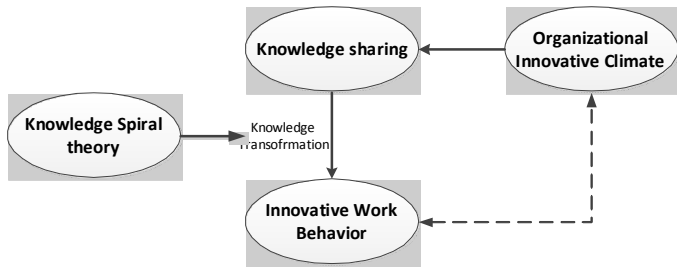 Knowledge sharing
Organizational
Innovative Climate
Knowledge Spiral
theory
Knowledge
Transofrmation
Innovative Work
Behavior